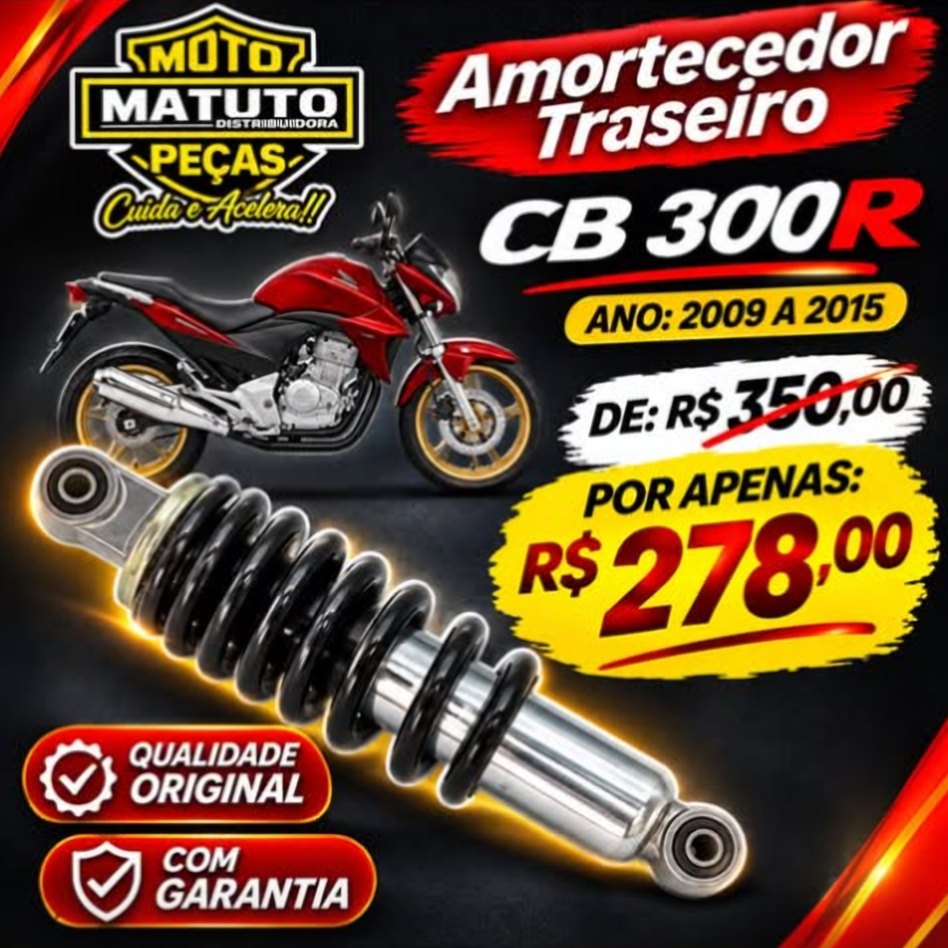 MOTO
MATUTO
DISTRIBUIDORA
PEÇAS
Cuida e Acelera!!
Amortecedor
Traseiro
CB 300R
ANO: 2009 A 2015
DE: R$ 350,00
POR APENAS:
R$ 278,00
QUALIDADE
ORIGINAL
COM
GARANTIA